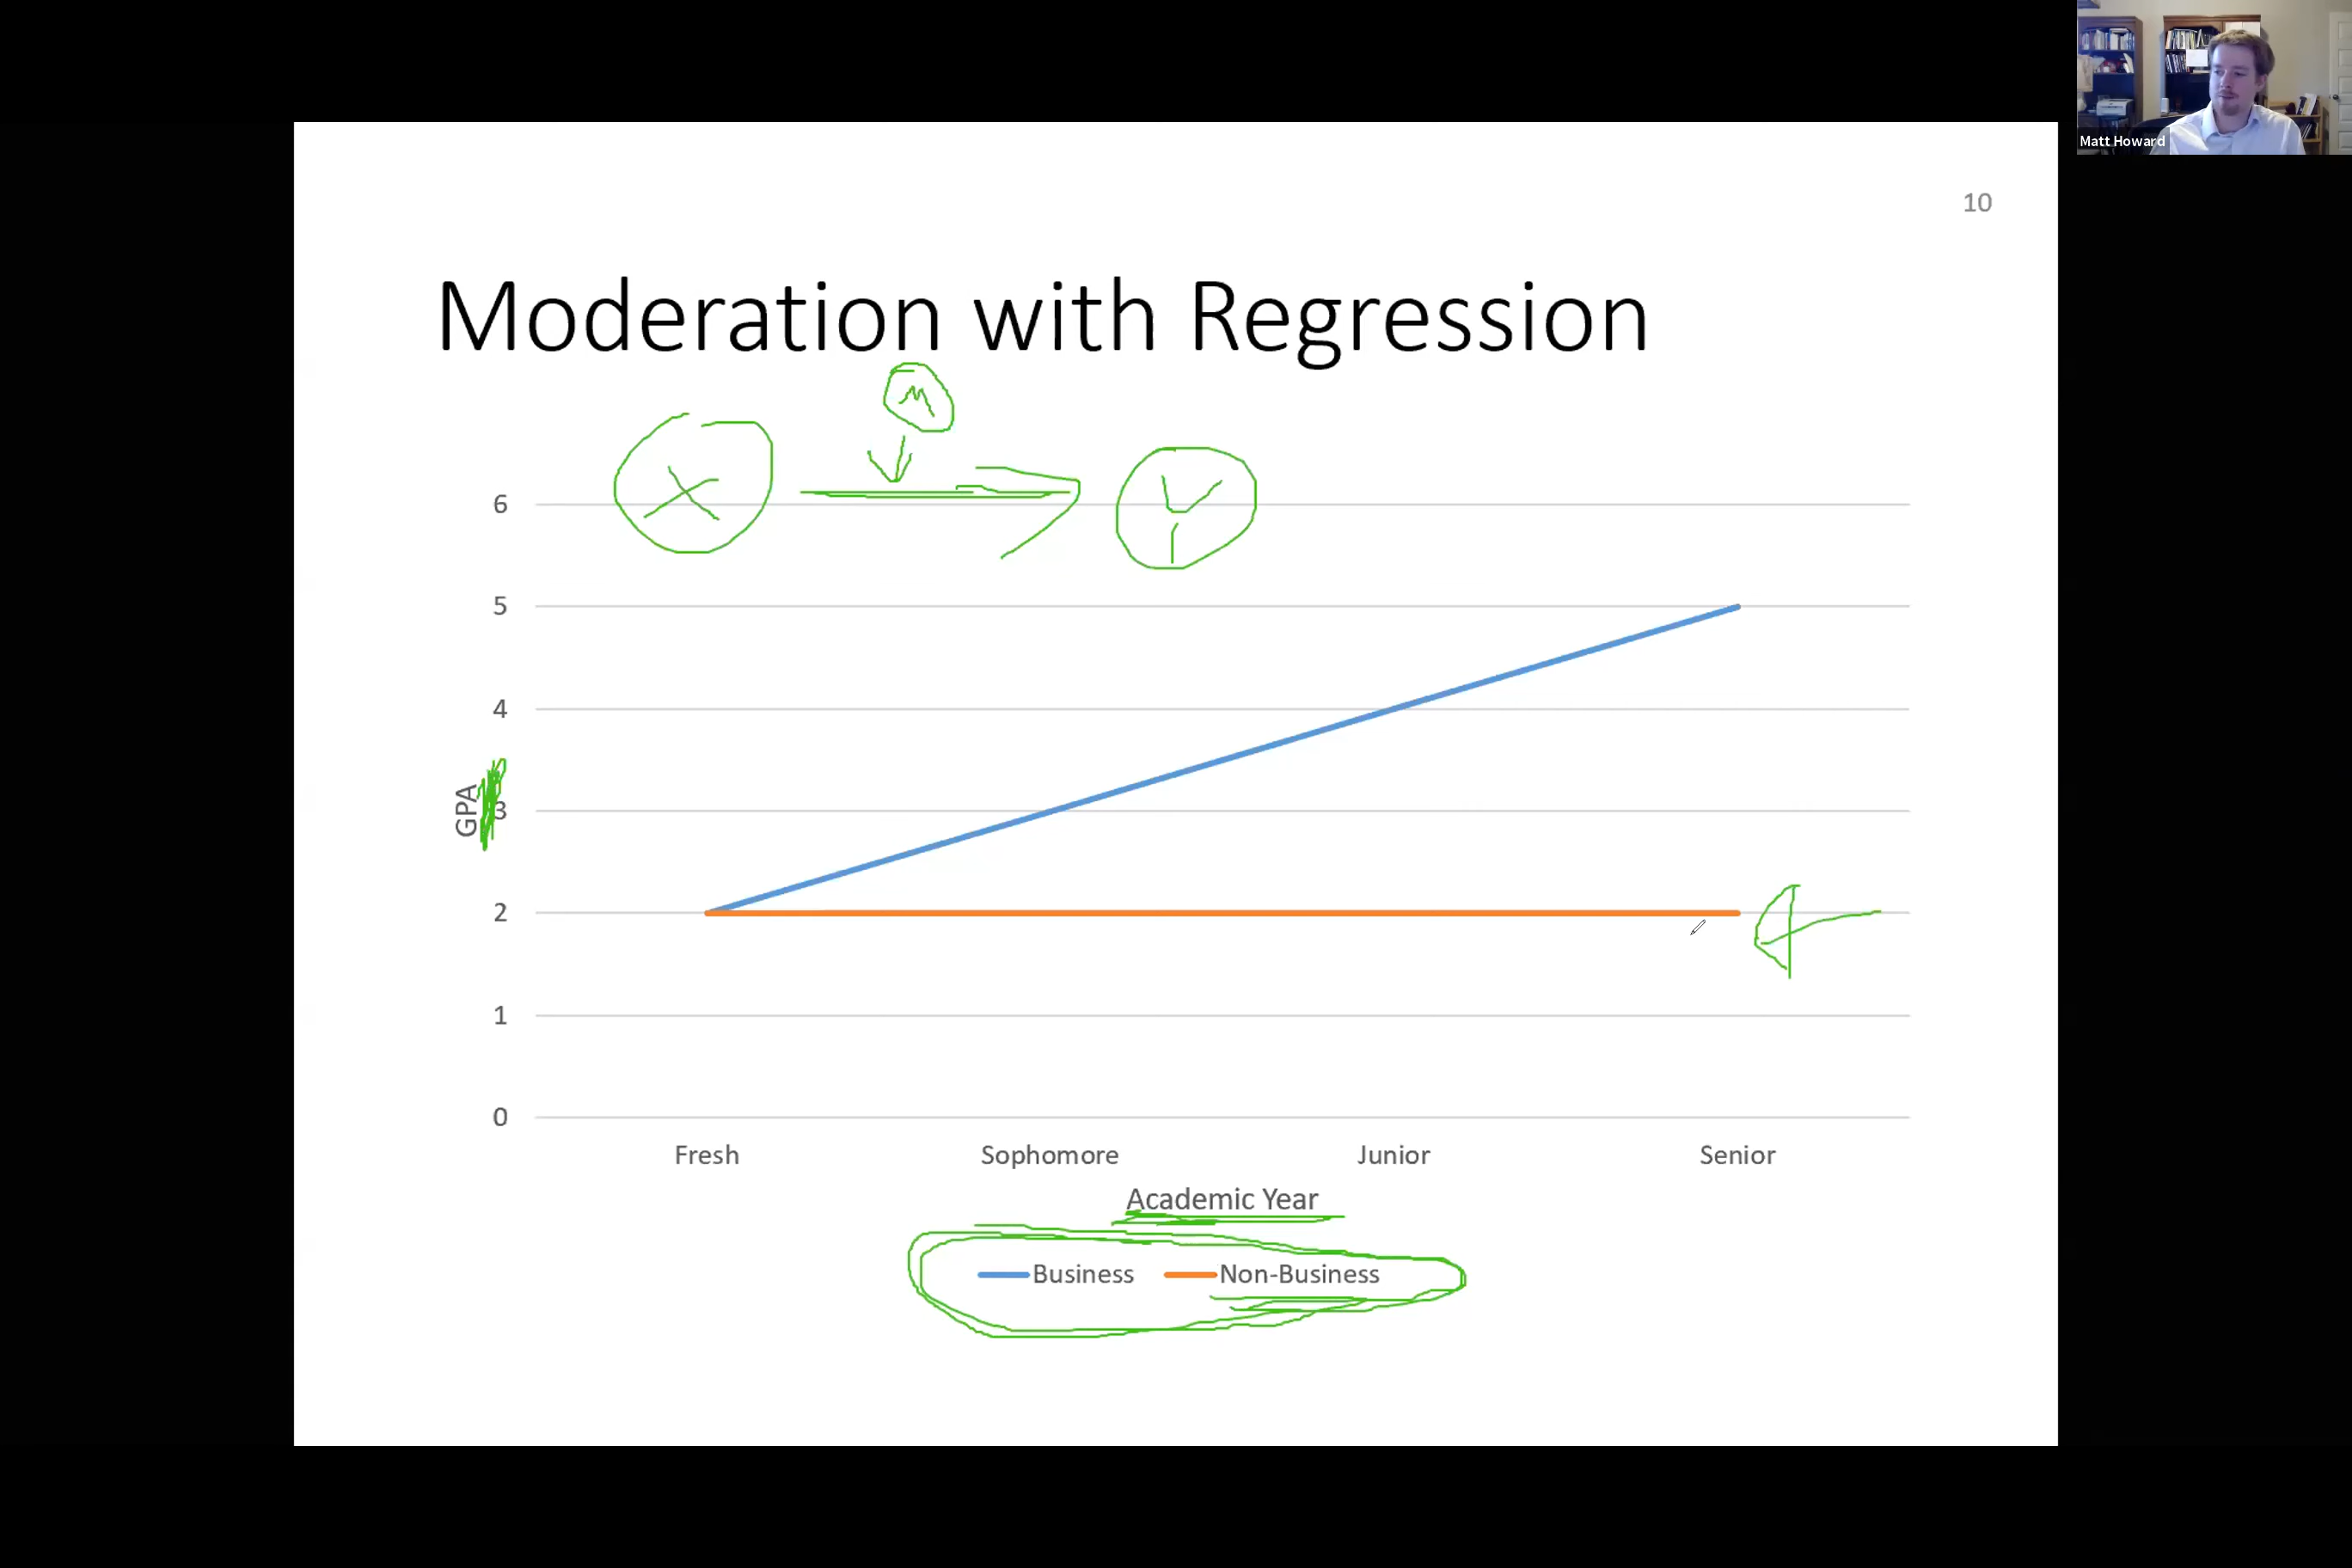 Matt Howard
10
Moderation with Regression
M
X
Y
6
5
4
GPA
3
2
1
0
Fresh Sophomore Junior Senior
Academic Year
Business Non-Business